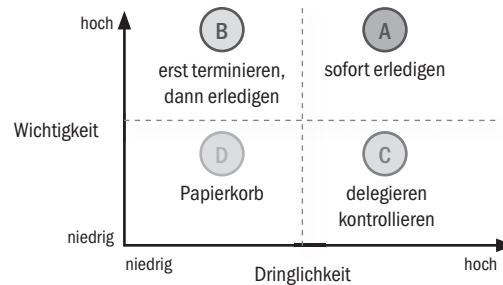 hoch
B
A
erst terminieren,
dann erledigen
sofort erledigen
Wichtigkeit
D
C
Papierkorb
delegieren
kontrollieren
niedrig
niedrig
Dringlichkeit
hoch